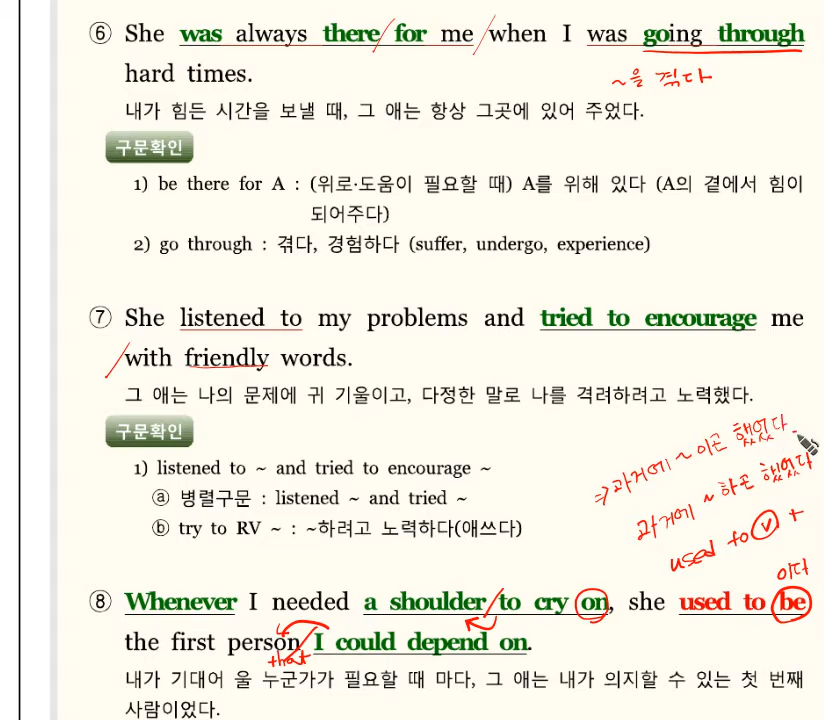 ⑥ She was always there for me when I was going through
hard times.
~을 겪다
내가 힘든 시간을 보낼 때, 그 애는 항상 그곳에 있어 주었다.
구문확인
1) be there for A : (위로·도움이 필요할 때) A를 위해 있다 (A의 곁에서 힘이
되어주다)
2) go through : 겪다, 경험하다 (suffer, undergo, experience)
⑦ She listened to my problems and tried to encourage me
with friendly words.
그 애는 나의 문제에 귀 기울이고, 다정한 말로 나를 격려하려고 노력했다.
구문확인
1) listened to ~ and tried to encourage ~
ⓐ 병렬구문 : listened ~ and tried ~
ⓑ try to RV ~ : ~하려고 노력하다(애쓰다)
⇒ 과거에 ~이곤 했었다.
과거에 ~하곤 했었다
used to ⓥ +
이다
⑧ Whenever I needed a shoulder to cry on, she used to be
the first person I could depend on.
that
내가 기대어 울 누군가가 필요할 때 마다, 그 애는 내가 의지할 수 있는 첫 번째
사람이었다.